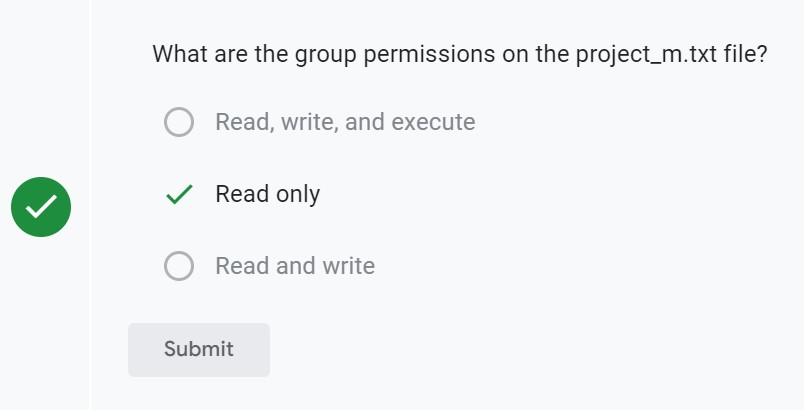 What are the group permissions on the project_m.txt file?
Read, write, and execute
Read only
Read and write
Submit